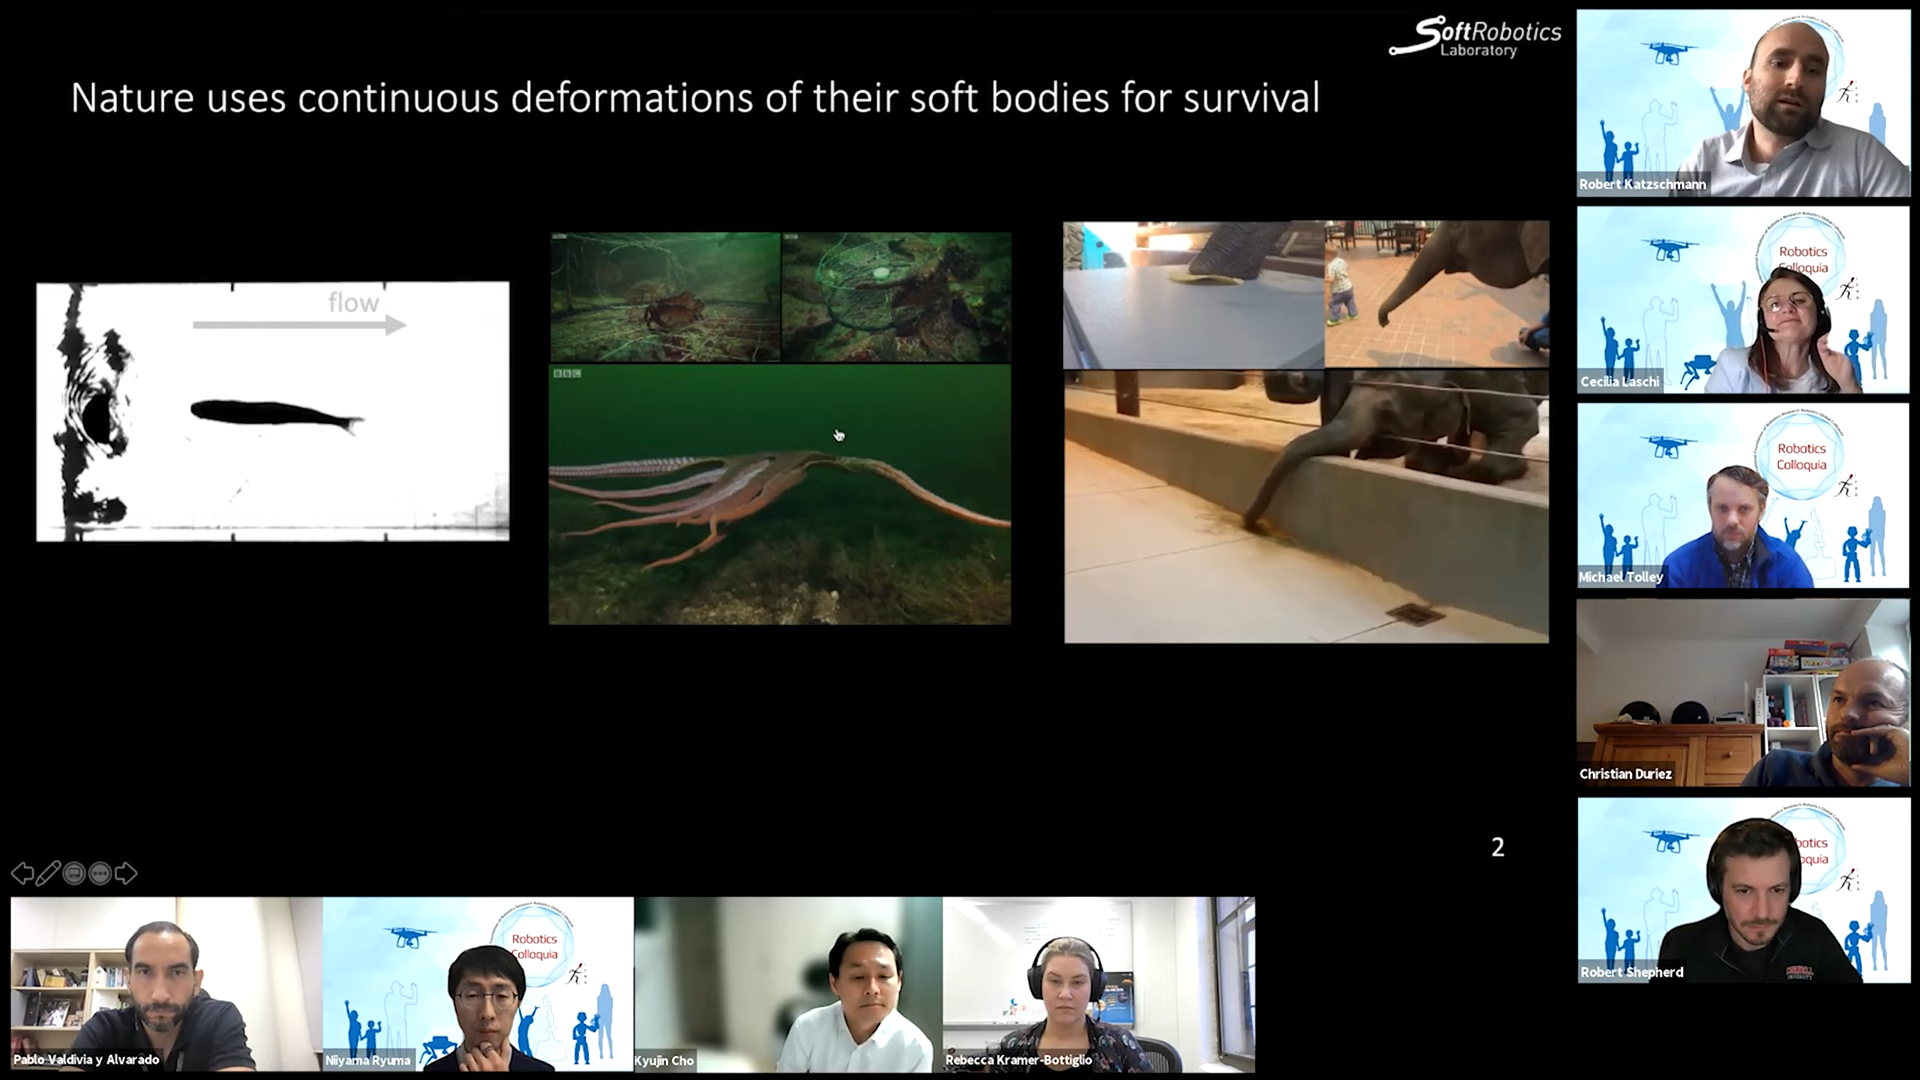 SoftRobotics
Laboratory
Nature uses continuous deformations of their soft bodies for survival
flow
BBC
2
Robert Katzschmann
Robotics
Colloquia
Cecilia Laschi
Robotics
Colloquia
Michael Tolley
Christian Duriez
Robert Shepherd
Pablo Valdivia y Alvarado
Robotics
Colloquia
Niiyama Ryuma
Kyujin Cho
Rebecca Kramer-Bottiglio